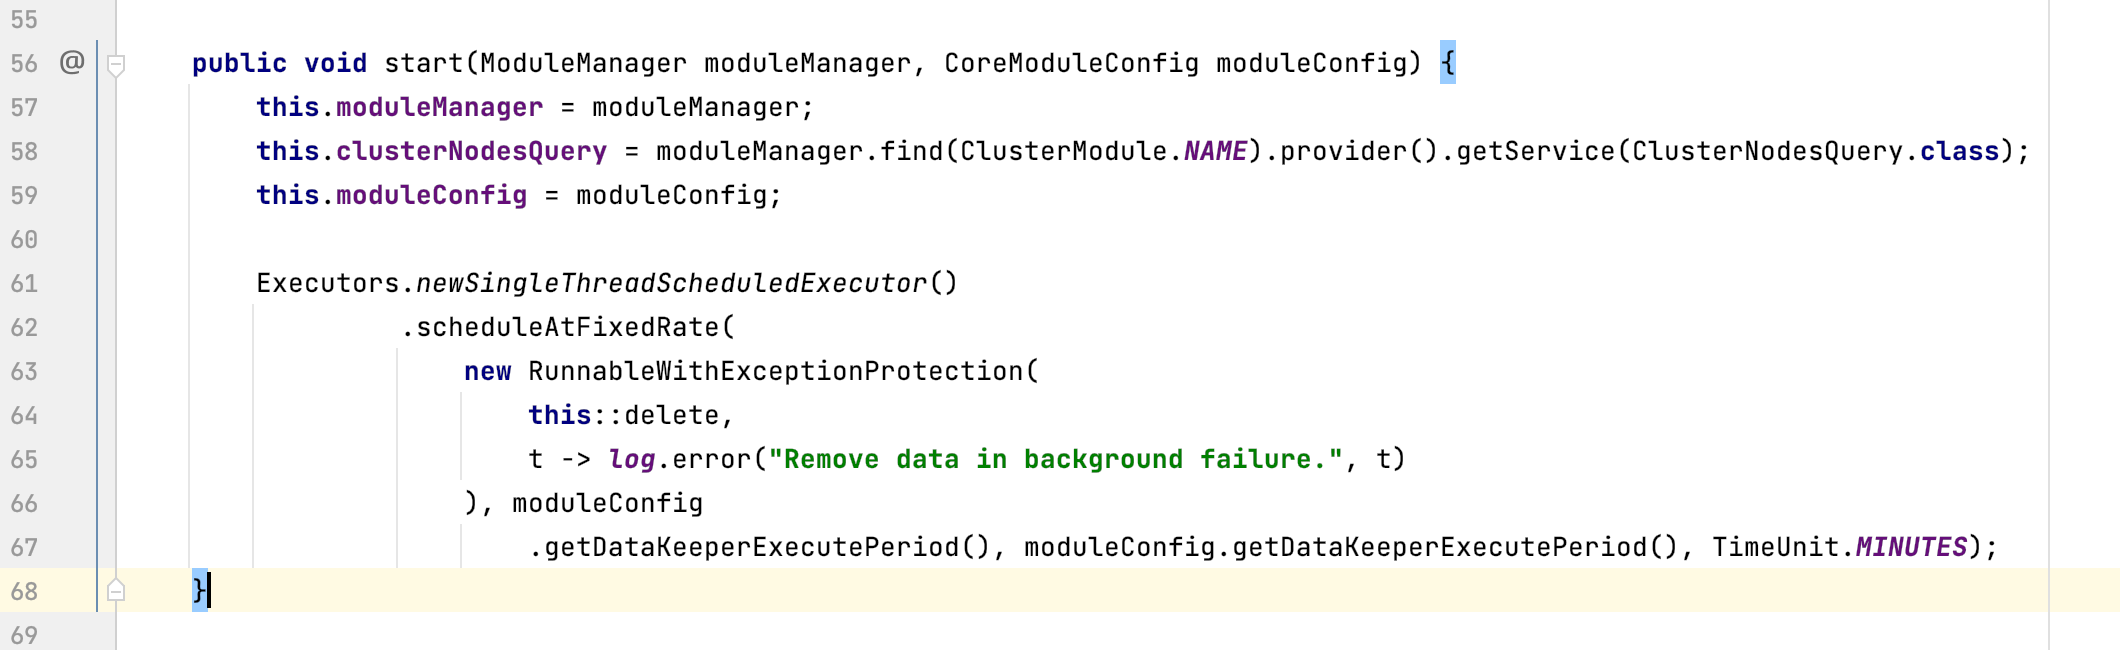 55
56 @ public void start(ModuleManager moduleManager, CoreModuleConfig moduleConfig) {
57 this.moduleManager = moduleManager;
58 this.clusterNodesQuery = moduleManager.find(ClusterModule.NAME).provider().getService(ClusterNodesQuery.class);
59 this.moduleConfig = moduleConfig;
60
61 Executors.newSingleThreadScheduledExecutor()
62 .scheduleAtFixedRate(
63 new RunnableWithExceptionProtection(
64 this::delete,
65 t -> log.error("Remove data in background failure.", t)
66 ), moduleConfig
67 .getDataKeeperExecutePeriod(), moduleConfig.getDataKeeperExecutePeriod(), TimeUnit.MINUTES);
68 }
69